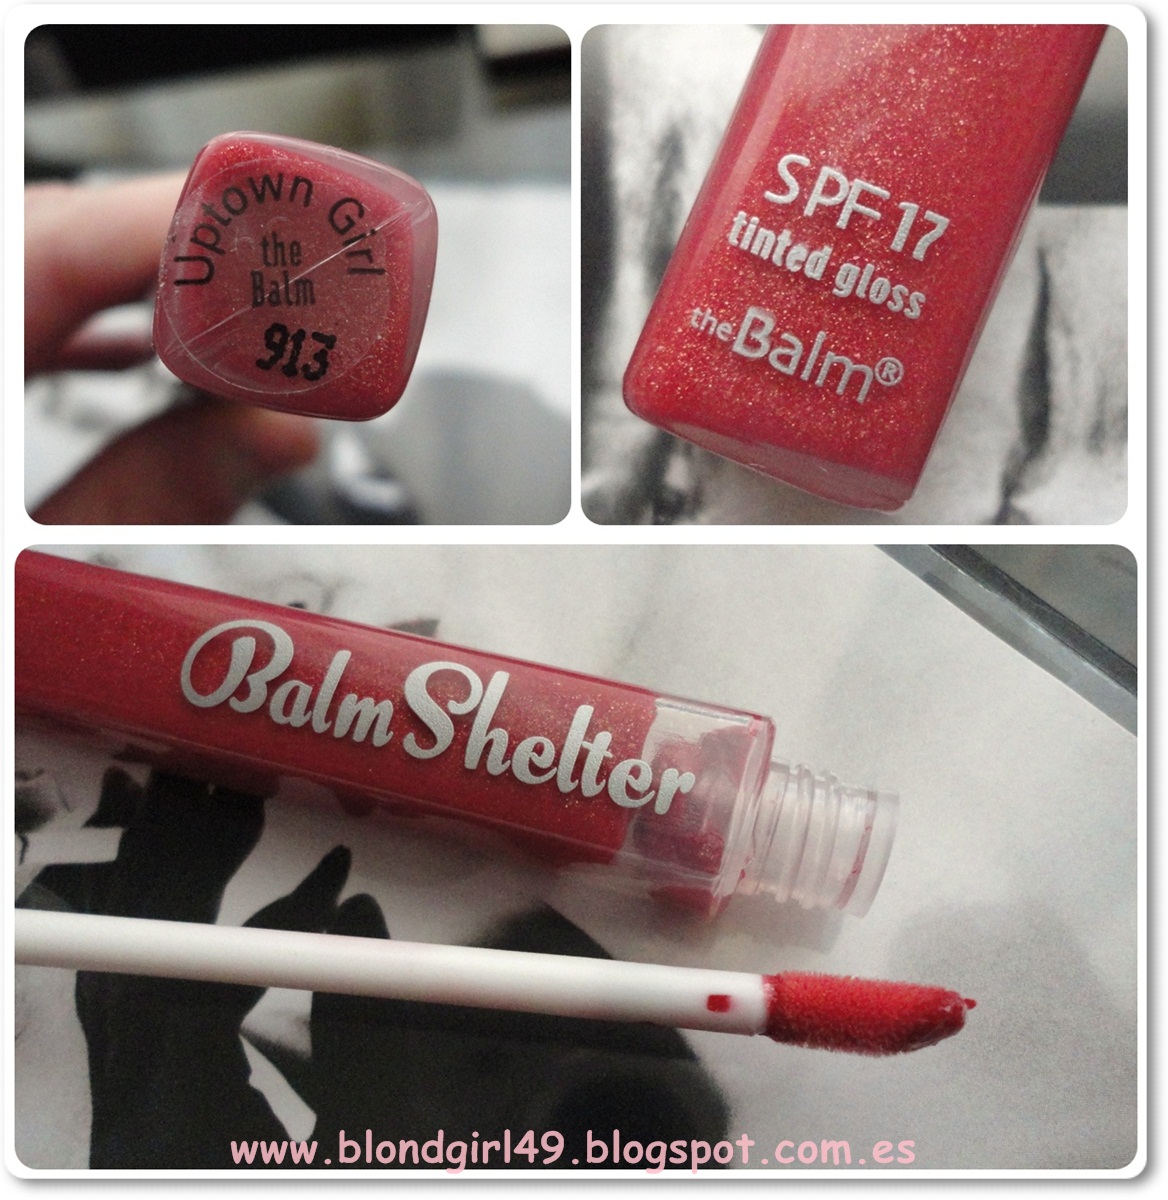 Uptown Girl
the
Balm
913
SPF 17
tinted gloss
theBalm®
BalmShelter
www.blondgirl49.blogspot.com.es